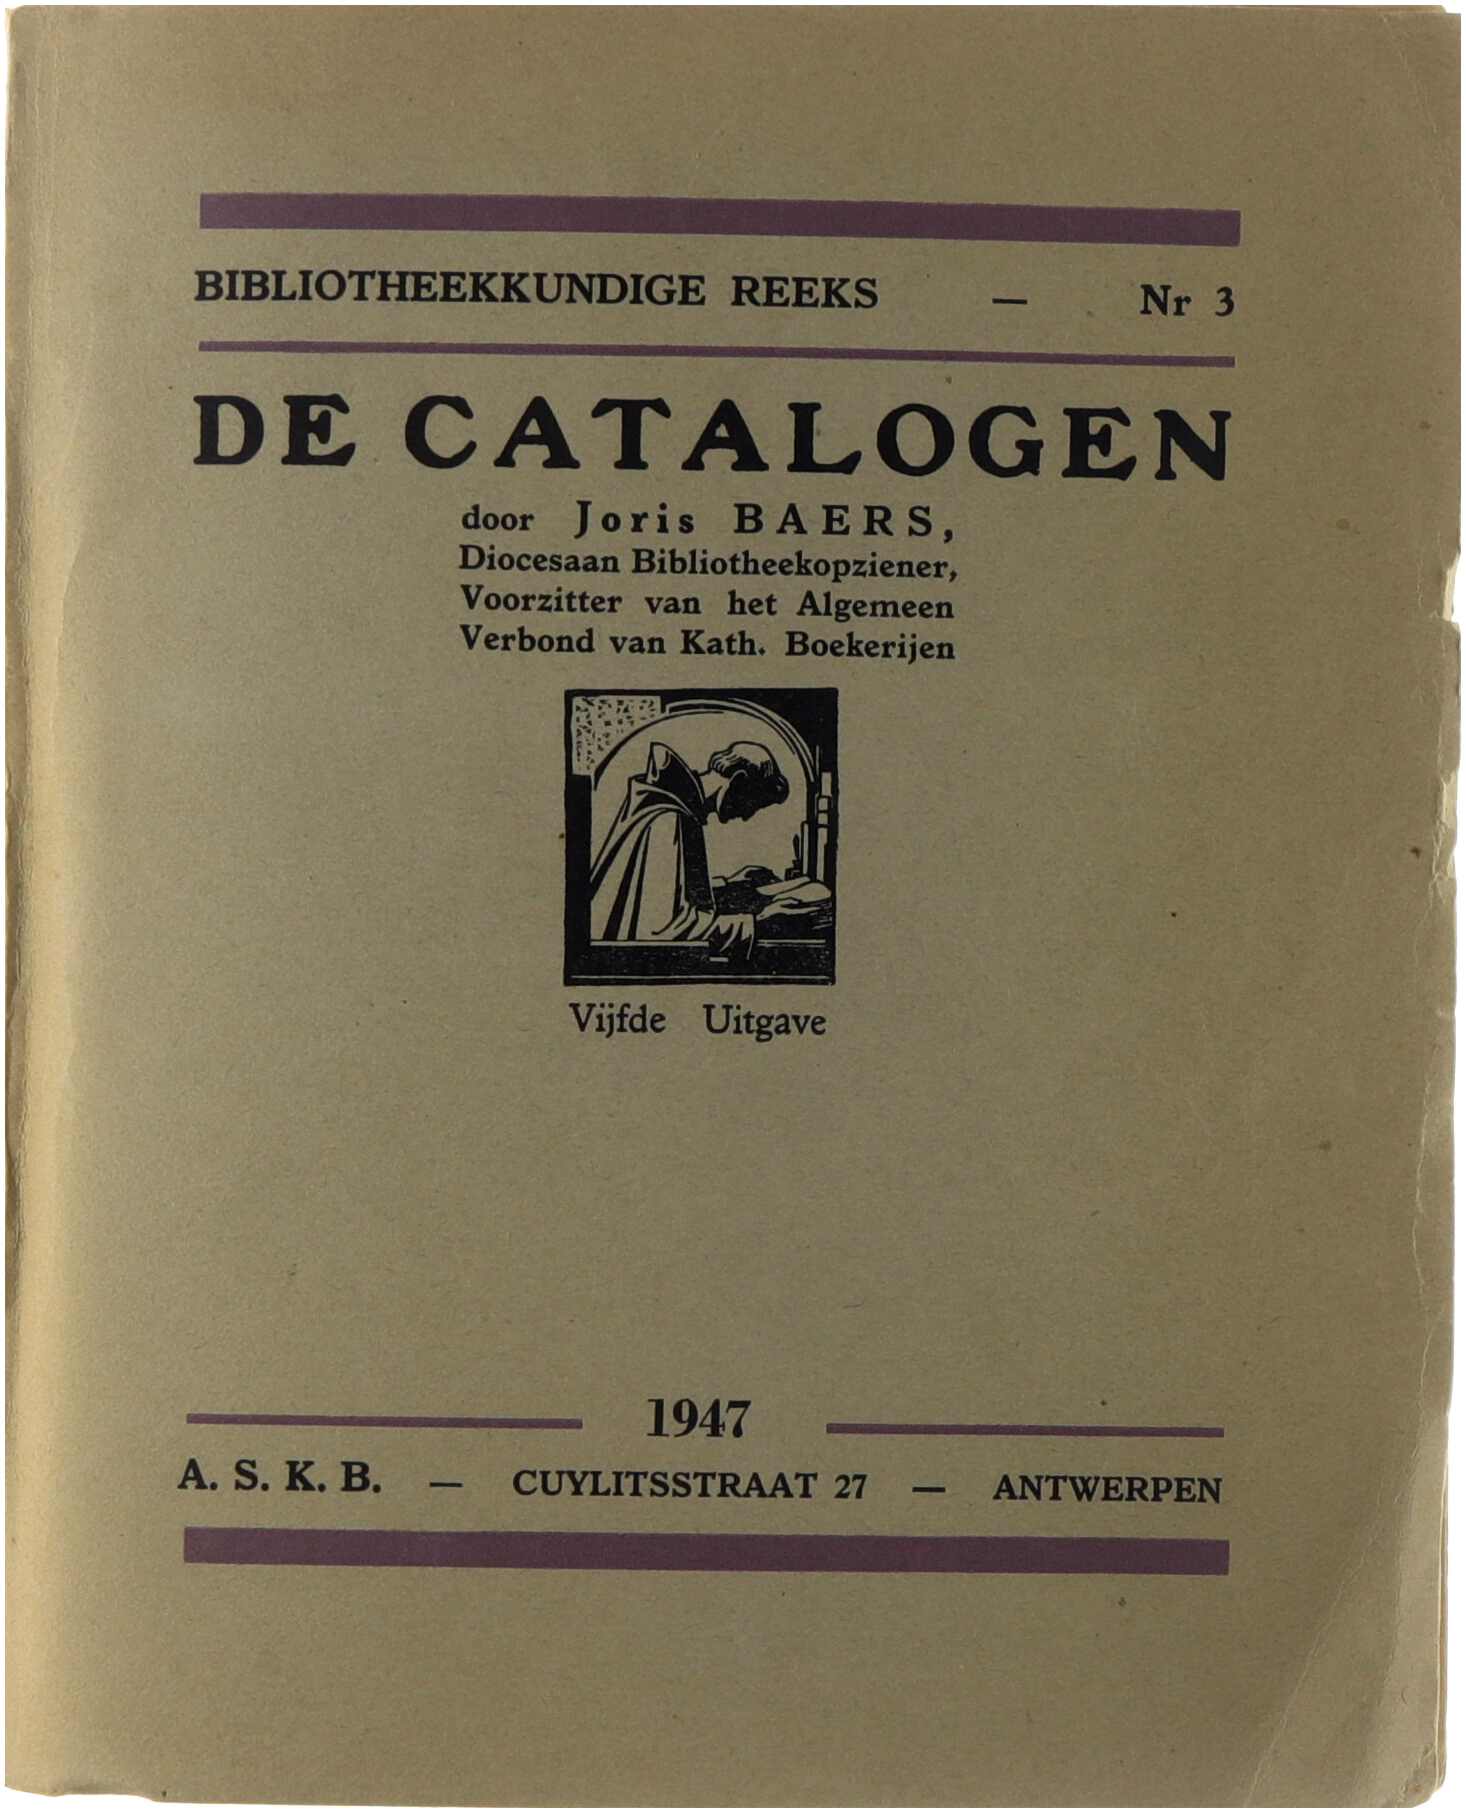 BIBLIOTHEEKKUNDIGE REEKS — Nr 3
DE CATALOGEN
door Joris BAERS,
Diocesaan Bibliotheekopziener,
Voorzitter van het Algemeen
Verbond van Kath. Boekerijen
Vijfde Uitgave
1947
A. S. K. B. — CUYLITSSTRAAT 27 — ANTWERPEN